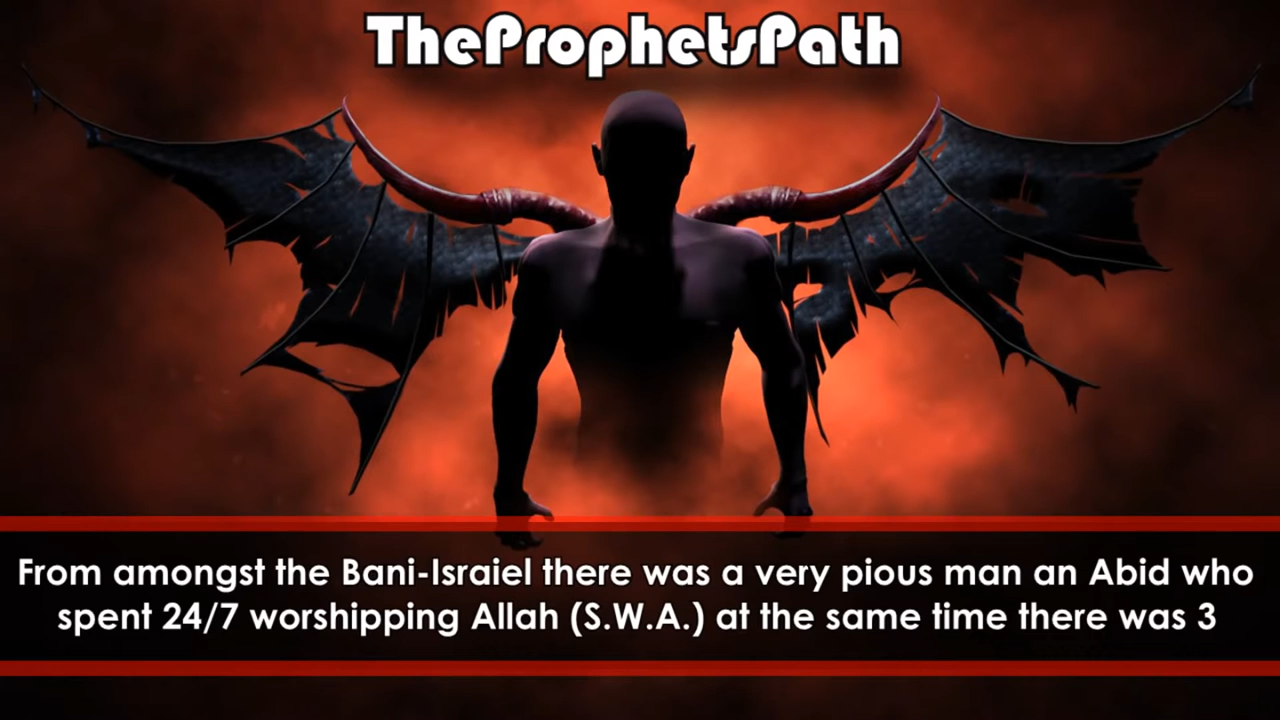 TheProphetsPath
From amongst the Bani-Israiel there was a very pious man an Abid who
spent 24/7 worshipping Allah (S.W.A.) at the same time there was 3